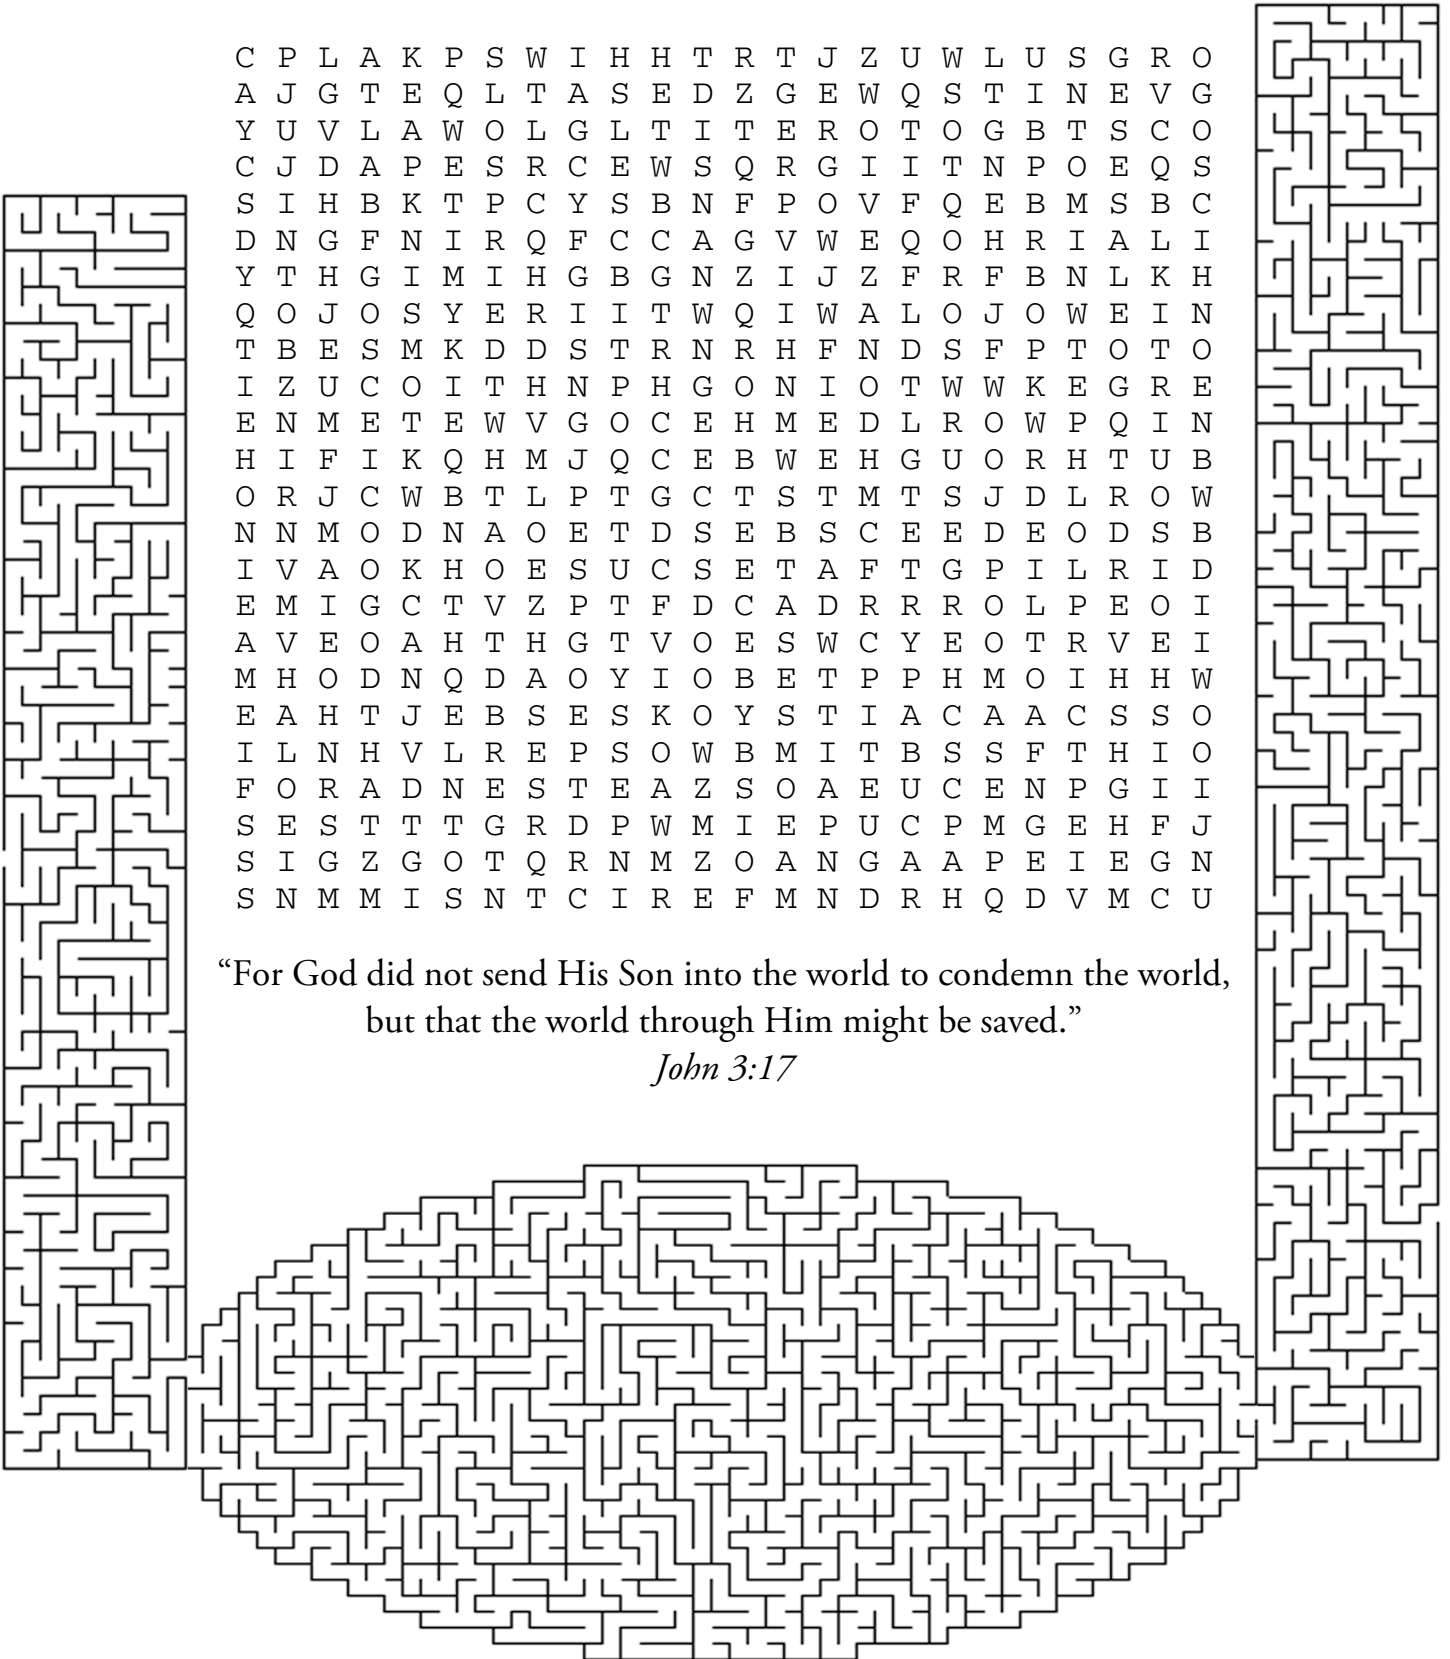 C P L A K P S W I H H T R T J Z U W L U S G R O
A J G T E Q L T A S E D Z G E W Q S T I N E V G
Y U V L A W O L G L T I T E R O T O G B T S C O
C J D A P E S R C E W S Q R G I I T N P O E Q S
S I H B K T P C Y S B N F P O V F Q E B M S B C
D N G F N I R Q F C C A G V W E Q O H R I A L I
Y T H G I M I H G B G N Z I J Z F R F B N L K H
Q O J O S Y E R I I T W Q I W A L O J O W E I N
T B E S M K D D S T R N R H F N D S F P T O T O
I Z U C O I T H N P H G O N I O T W W K E G R E
E N M E T E W V G O C E H M E D L R O W P Q I N
H I F I K Q H M J Q C E B W E H G U O R H T U B
O R J C W B T L P T G C T S T M T S J D L R O W
N N M O D N A O E T D S E B S C E E D E O D S B
I V A O K H O E S U C S E T A F T G P I L R I D
E M I G C T V Z P T F D C A D R R R O L P E O I
A V E O A H T H G T V O E S W C Y E O T R V E I
M H O D N Q D A O Y I O B E T P P H M O I H H W
E A H T J E B S E S K O Y S T I A C A A C S S O
I L N H V L R E P S O W B M I T B S S F T H I O
F O R A D N E S T E A Z S O A E U C E N P G I I
S E S T T T G R D P W M I E P U C P M G E H F J
S I G Z G O T Q R N M Z O A N G A A P E I E G N
S N M M I S N T C I R E F M N D R H Q D V M C U
“For God did not send His Son into the world to condemn the world,
but that the world through Him might be saved.”
John 3:17